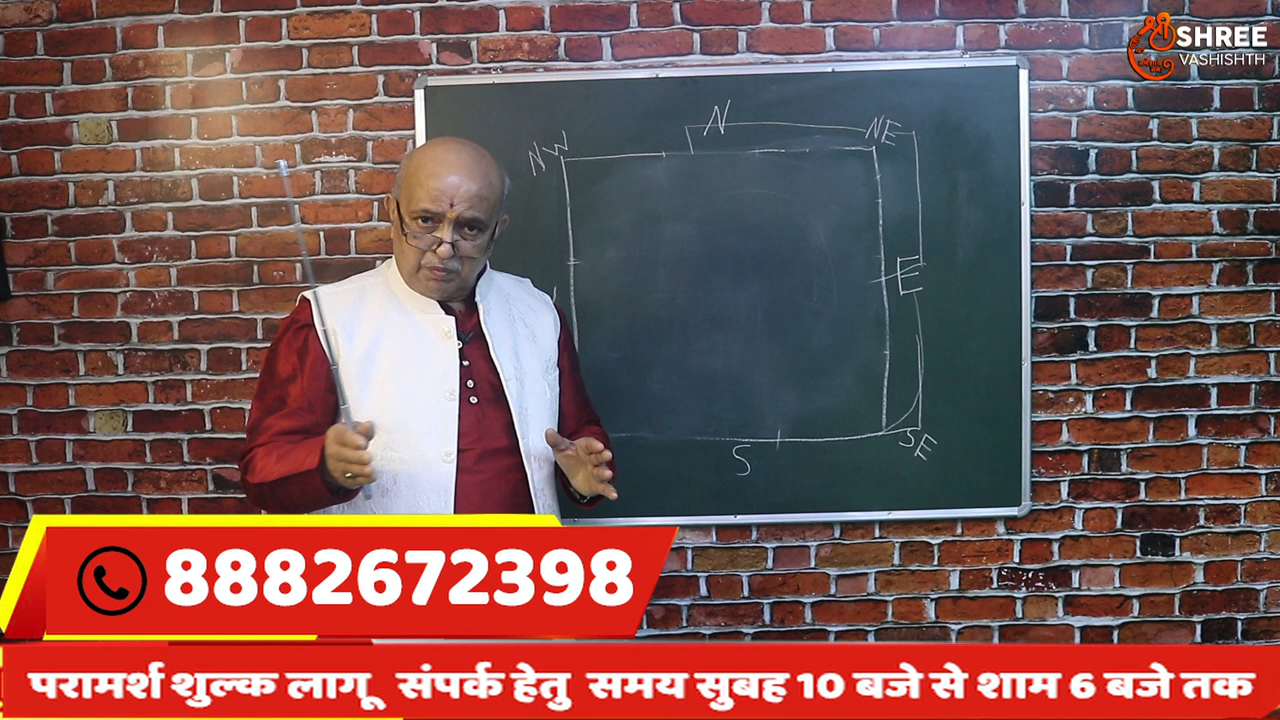 श्री SHREE
VASHISHTH
N
NW
NE
E
S
SE
8882672398
परामर्श शुल्क लागू संपर्क हेतु समय सुबह 10 बजे से शाम 6 बजे तक